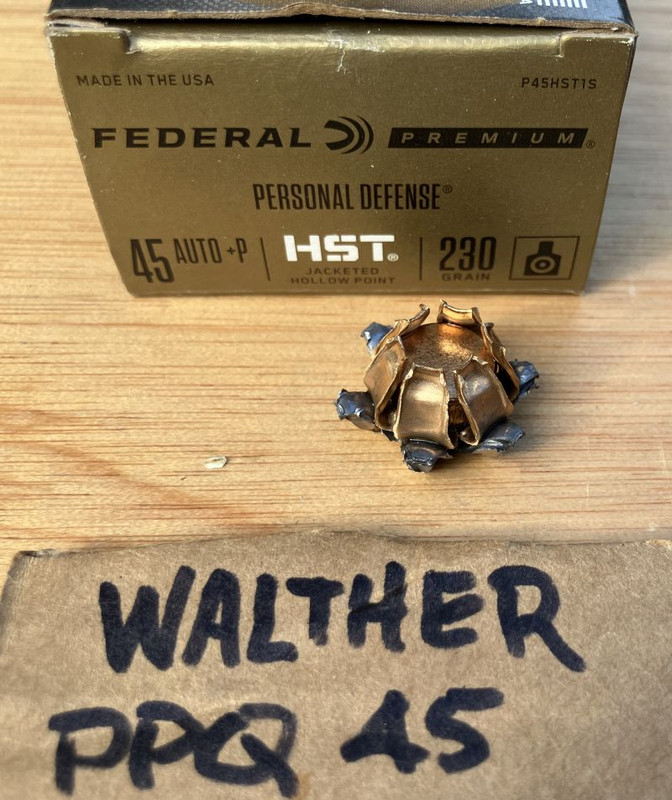 MADE IN THE USA P45HST1S
FEDERAL PREMIUM®
PERSONAL DEFENSE®
45 AUTO +P HST® 230 GRAIN
JACKETED
HOLLOW POINT
WALTHER
PPQ 45